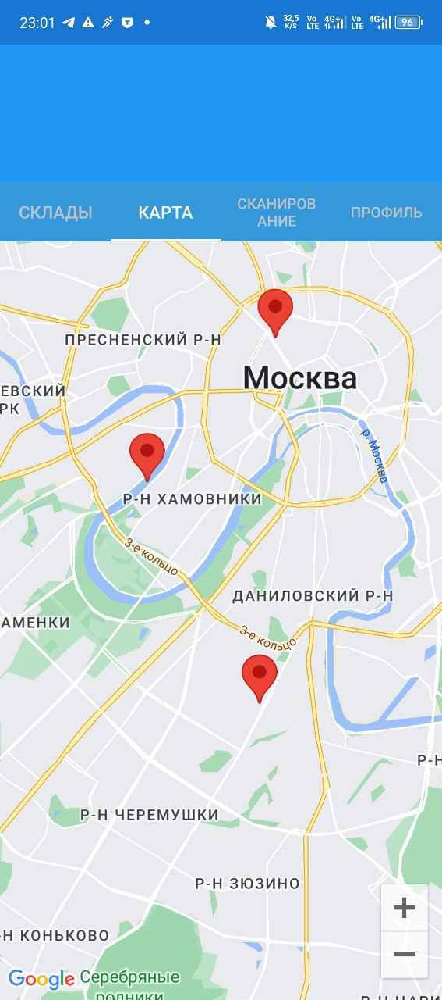 23:01
32,5
K/S
Vo
LTE
4G+
Vo
LTE
4G+
96
СКЛАДЫ
КАРТА
СКАНИРОВ
АНИЕ
ПРОФИЛЬ
ПРЕСНЕНСКИЙ Р-Н
Москва
ЕВСКИЙ
РК
р. Москва
Р-Н ХАМОВНИКИ
3-е кольцо
ДАНИЛОВСКИЙ Р-Н
АМЕНКИ
3-е кольцо
Р-Н
Р-Н ЧЕРЕМУШКИ
Р-Н ЗЮЗИНО
+
-Н КОНЬКОВО
−
Google
Серебряные
родники